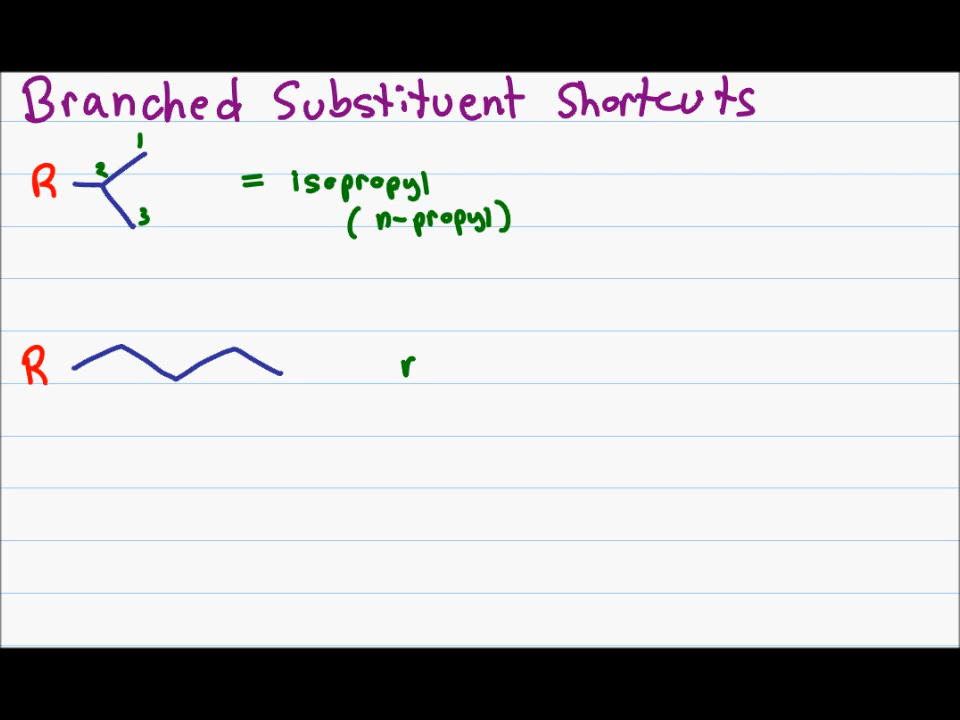 Branched Substituent Shortcuts
R 2 1 3 = isopropyl
(n-propyl)
R r